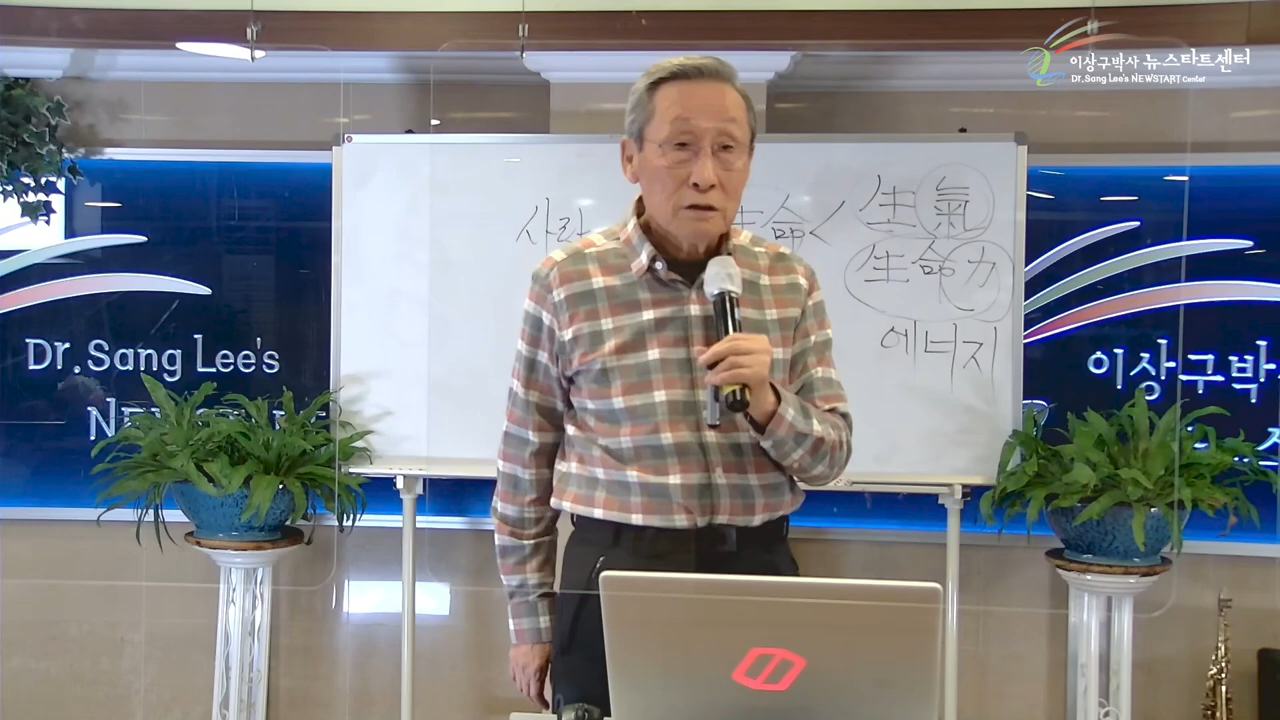 이상구박사 뉴스타트센터
Dr.Sang Lee's NEWSTART Center
사라
命 < 生氣
生命力
에너지
Dr.Sang Lee's
이상구박